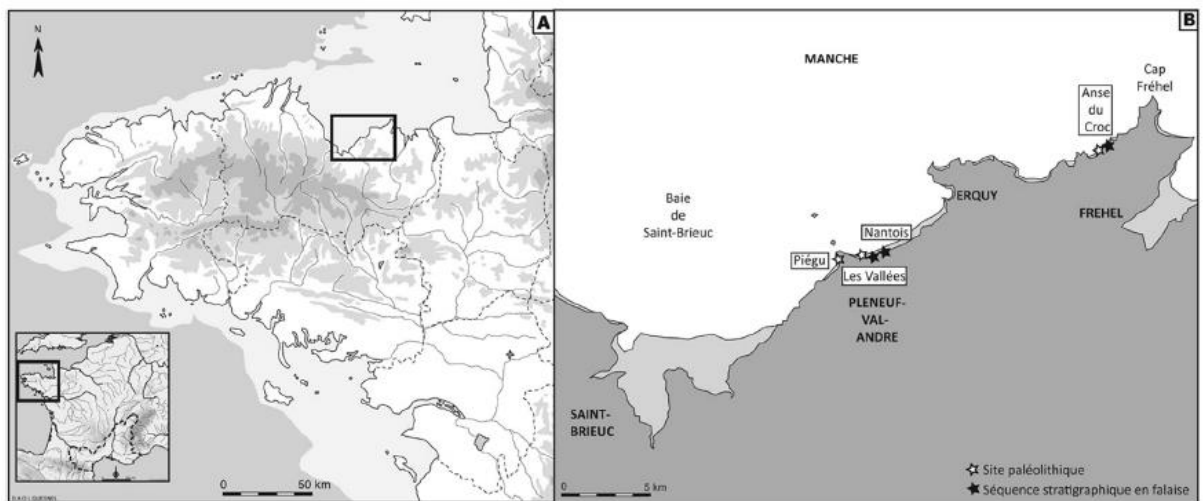 A
N
0
50 km
B
MANCHE
Cap
Fréhel
Anse
du
Croc
ERQUY
FREHEL
Baie
de
Saint-Brieuc
Nantois
Piégu
Les Vallées
PLENEUF-
VAL-
ANDRE
SAINT-
BRIEUC
Site paléolithique
Séquence stratigraphique en falaise
0
5 km